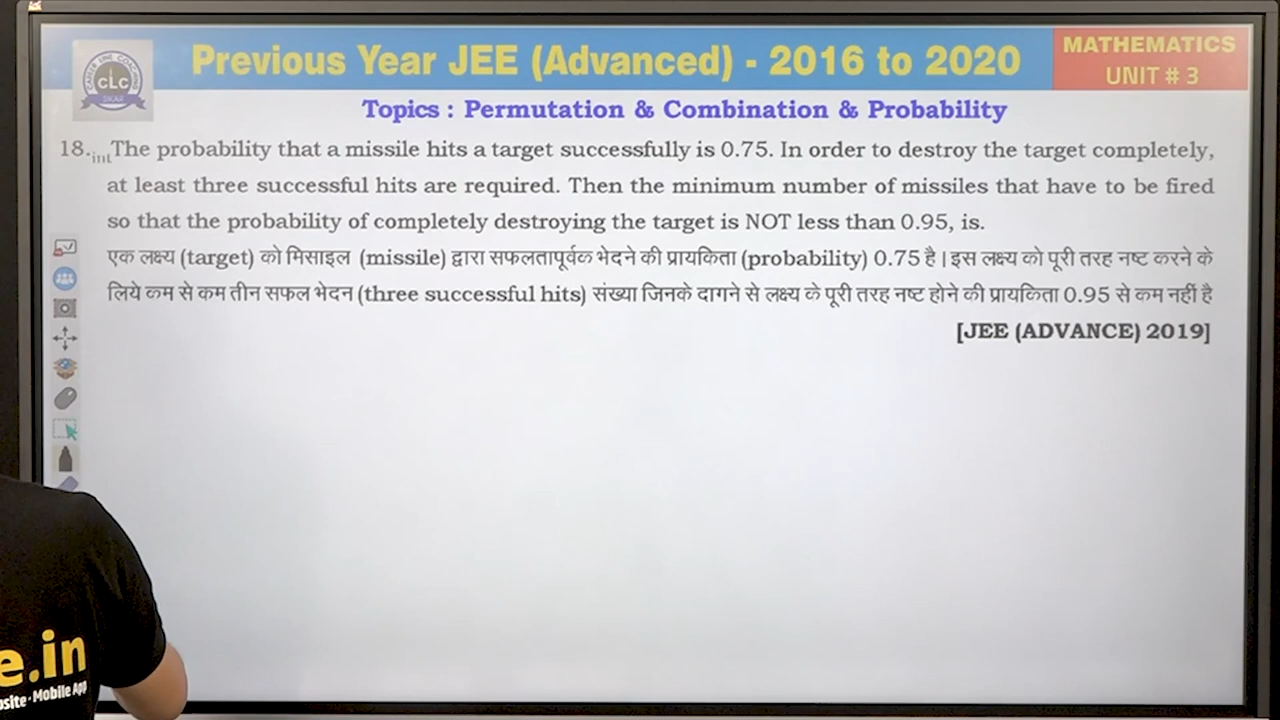 Previous Year JEE (Advanced) - 2016 to 2020
MATHEMATICS
UNIT # 3
CLC
SIKAR
Topics : Permutation & Combination & Probability
18.int The probability that a missile hits a target successfully is 0.75. In order to destroy the target completely,
at least three successful hits are required. Then the minimum number of missiles that have to be fired
so that the probability of completely destroying the target is NOT less than 0.95, is.
एक लक्ष्य (target) को मिसाइल (missile) द्वारा सफलतापूर्वक भेदने की प्रायकिता (probability) 0.75 है। इस लक्ष्य को पूरी तरह नष्ट करने के
लिये कम से कम तीन सफल भेदन (three successful hits) संख्या जिनके दागने से लक्ष्य के पूरी तरह नष्ट होने की प्रायकिता 0.95 से कम नहीं है
[JEE (ADVANCE) 2019]
e.in
osite - Mobile App